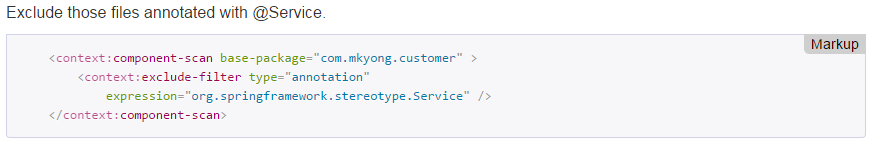 Exclude those files annotated with @Service.
Markup
<context:component-scan base-package="com.mkyong.customer" >
<context:exclude-filter type="annotation"
expression="org.springframework.stereotype.Service" />
</context:component-scan>